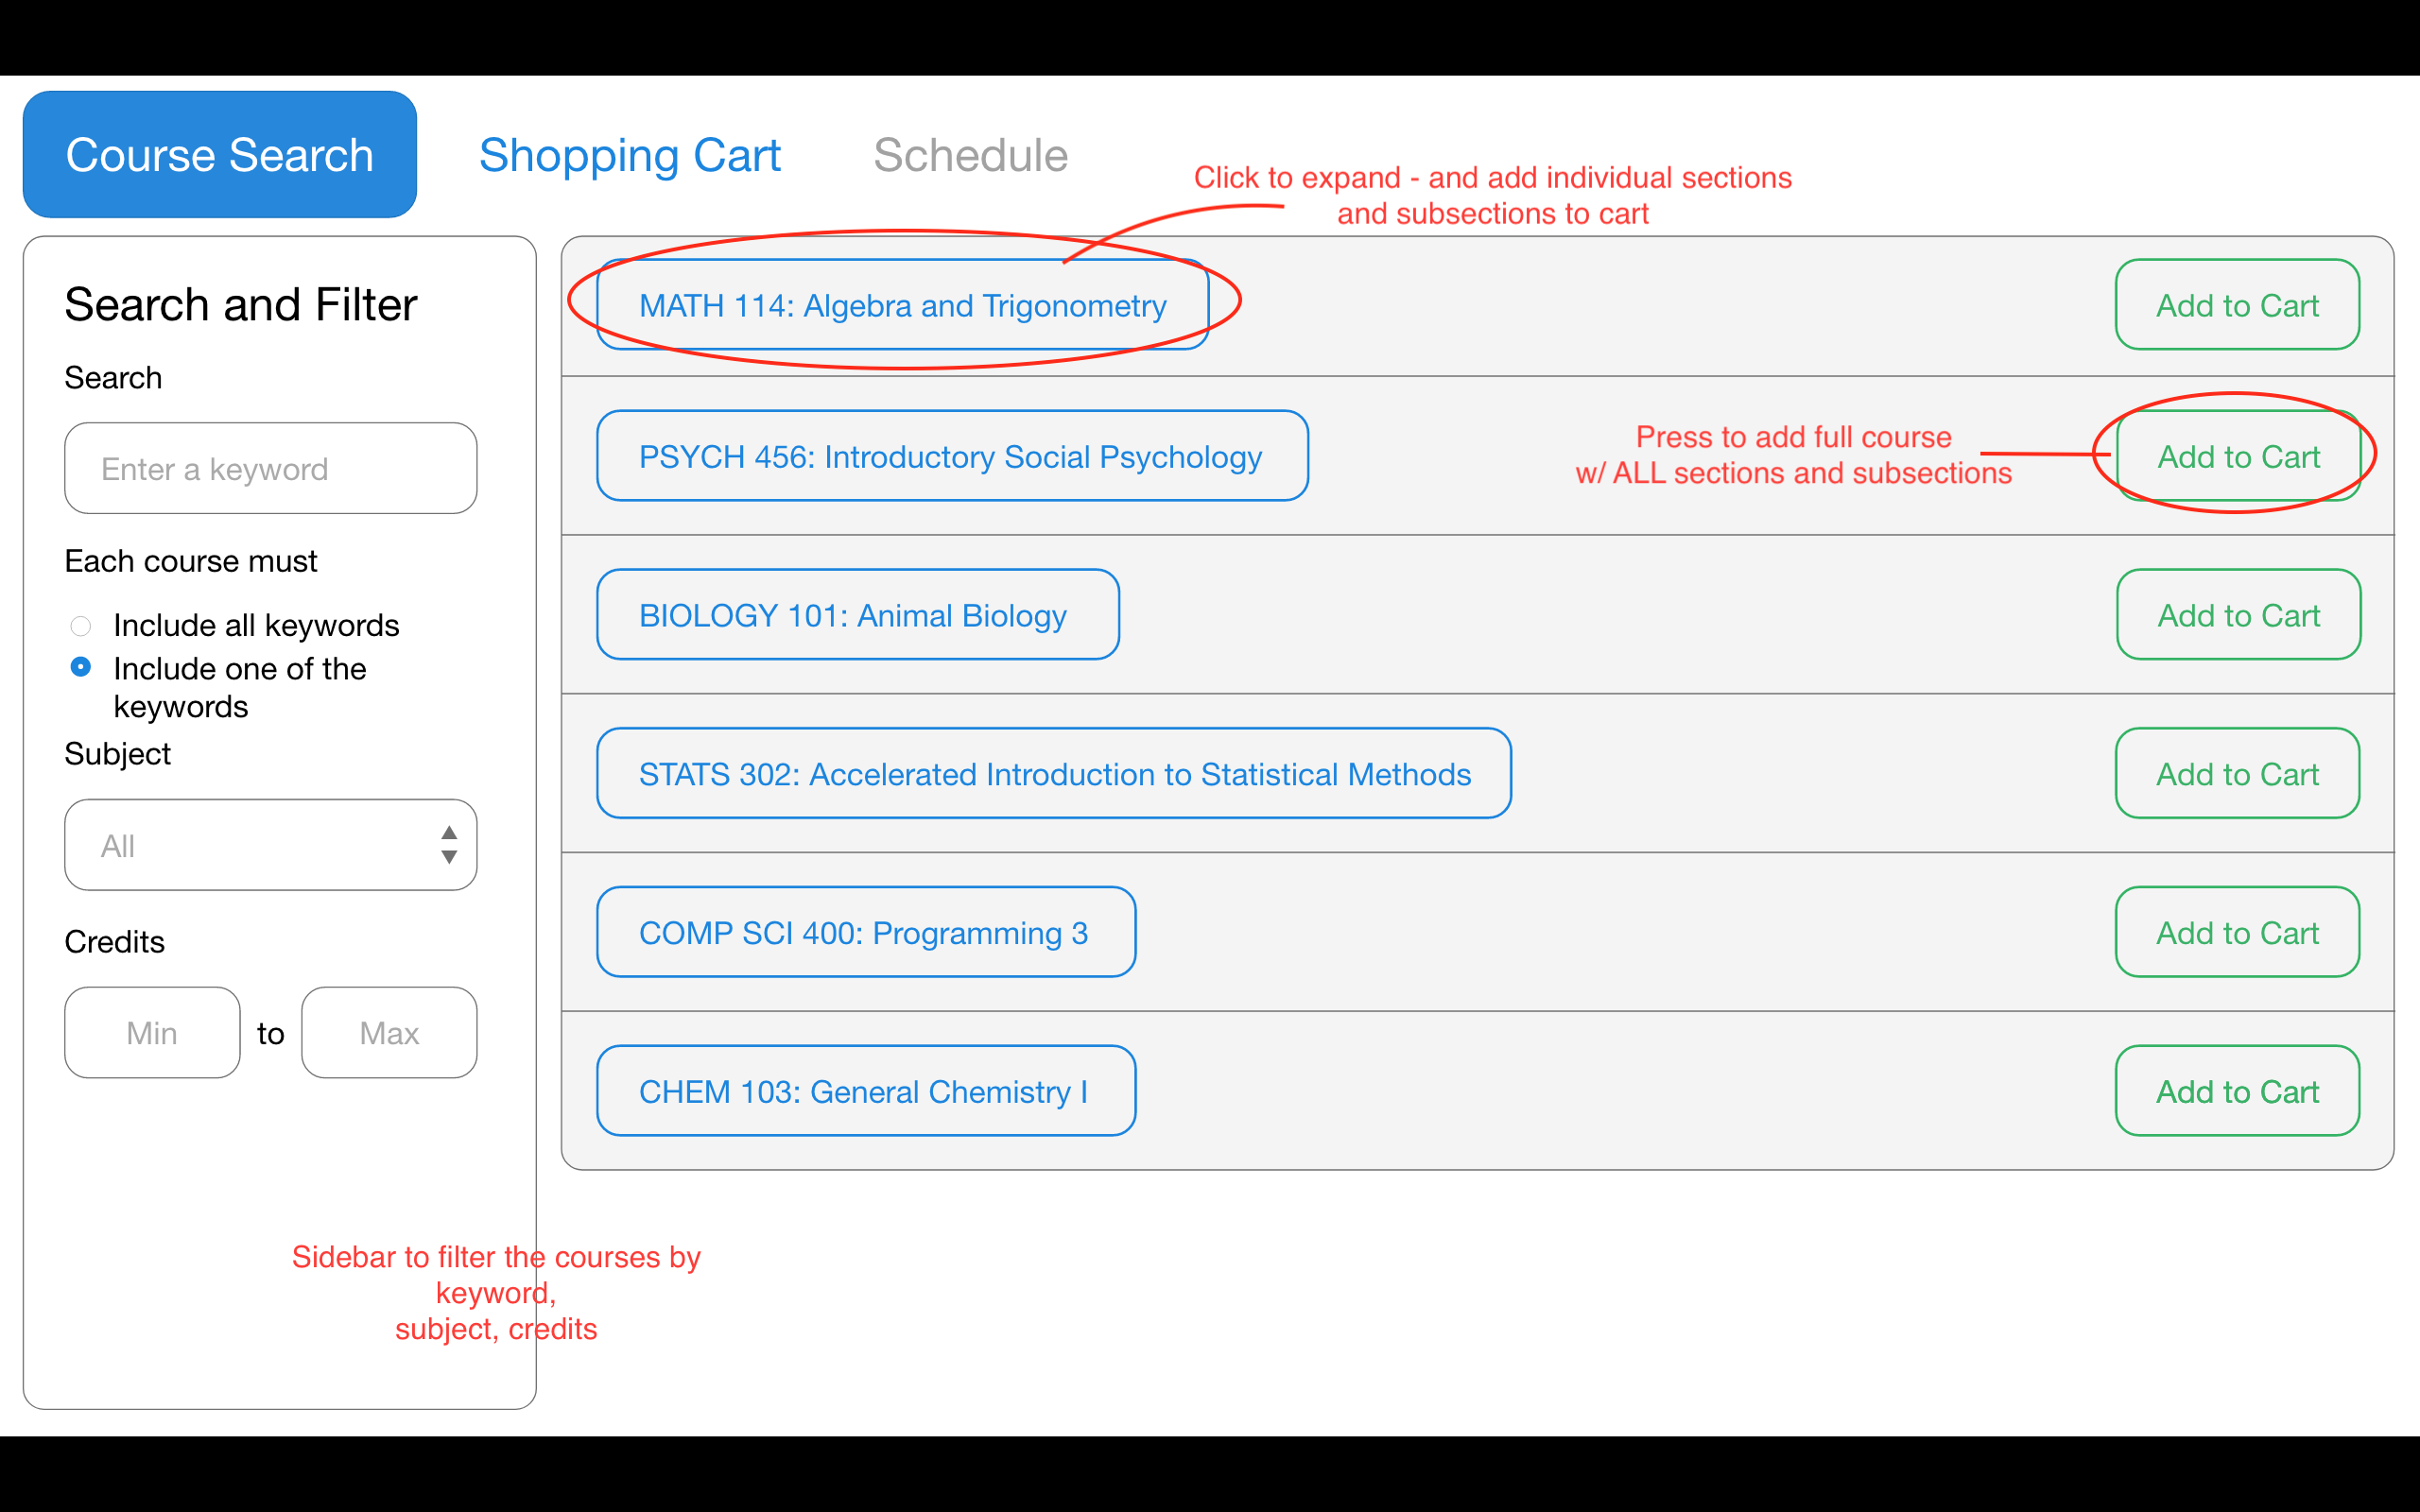 Course Search
Shopping Cart
Schedule
Click to expand - and add individual sections
and subsections to cart
Search and Filter
Search
Enter a keyword
Each course must
Include all keywords
Include one of the
keywords
Subject
All
Credits
Min
to
Max
Sidebar to filter the courses by
keyword,
subject, credits
MATH 114: Algebra and Trigonometry
Add to Cart
PSYCH 456: Introductory Social Psychology
Press to add full course
w/ ALL sections and subsections
Add to Cart
BIOLOGY 101: Animal Biology
Add to Cart
STATS 302: Accelerated Introduction to Statistical Methods
Add to Cart
COMP SCI 400: Programming 3
Add to Cart
CHEM 103: General Chemistry I
Add to Cart